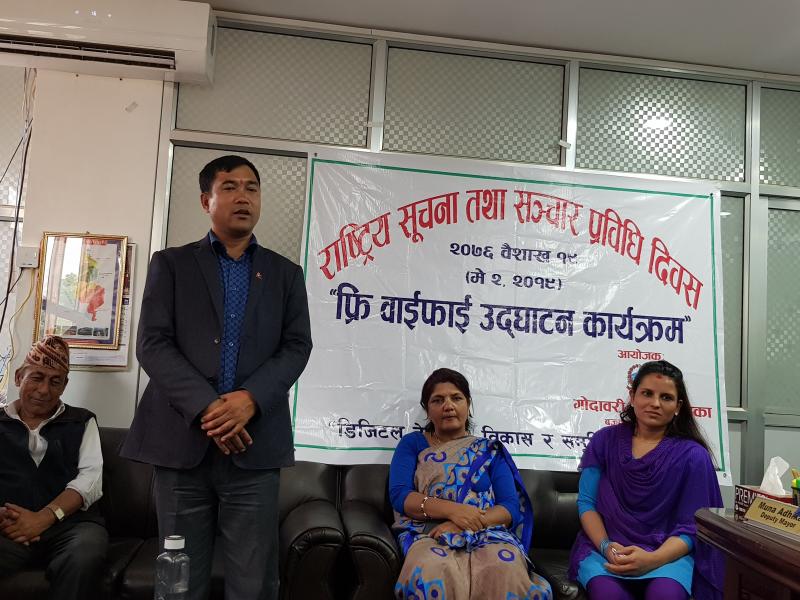 राष्ट्रिय सूचना तथा सञ्चार प्रविधि दिवस
२०७६ वैशाख १९
(मे २, २०१९)
"फ्रि वाईफाई उद्घाटन कार्यक्रम"
आयोजक
गोदावरी
"डिजिटल विकास र
Muna
Deputy Mayor